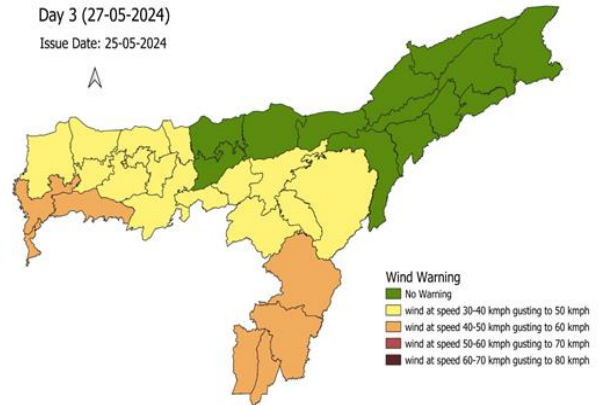 Day 3 (27-05-2024)
Issue Date: 25-05-2024
Wind Warning
No Warning
wind at speed 30-40 kmph gusting to 50 kmph
wind at speed 40-50 kmph gusting to 60 kmph
wind at speed 50-60 kmph gusting to 70 kmph
wind at speed 60-70 kmph gusting to 80 kmph